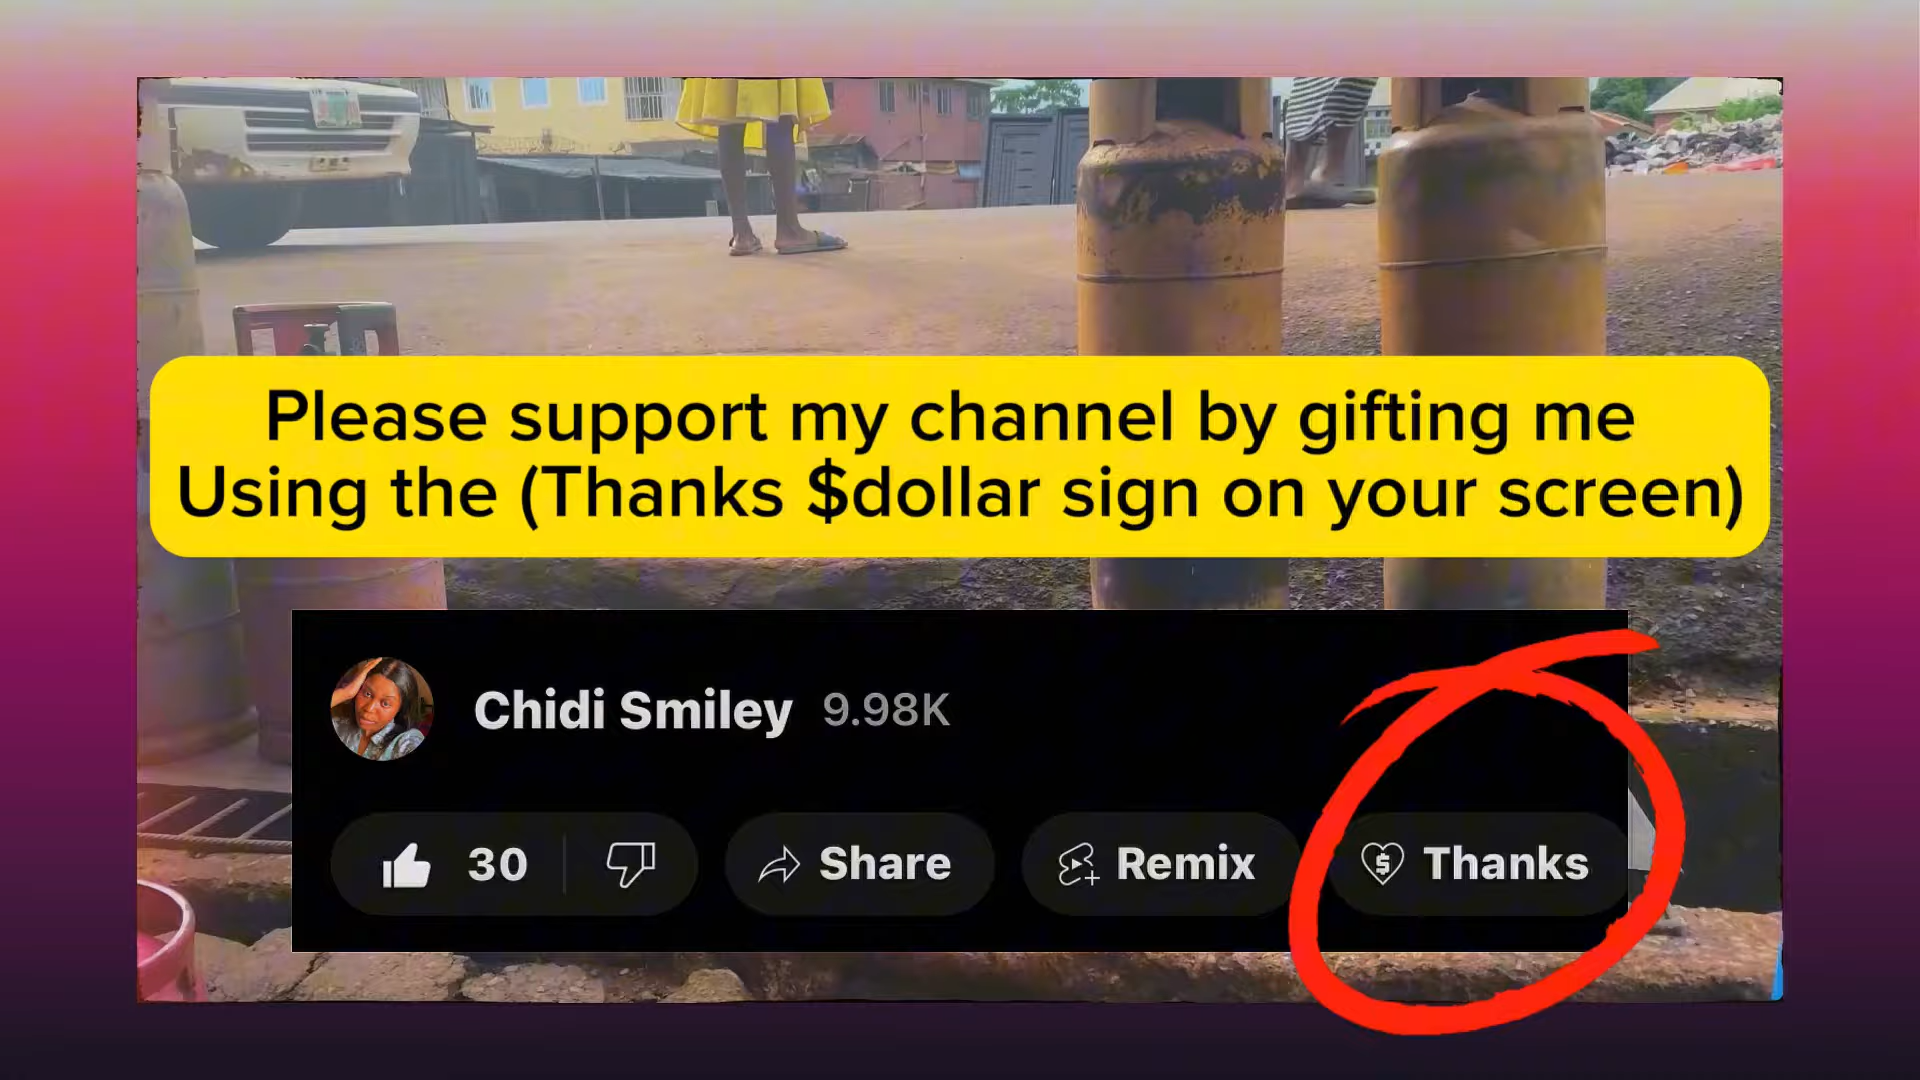 Please support my channel by gifting me
Using the (Thanks $dollar sign on your screen)
Chidi Smiley 9.98K
30 Share Remix Thanks